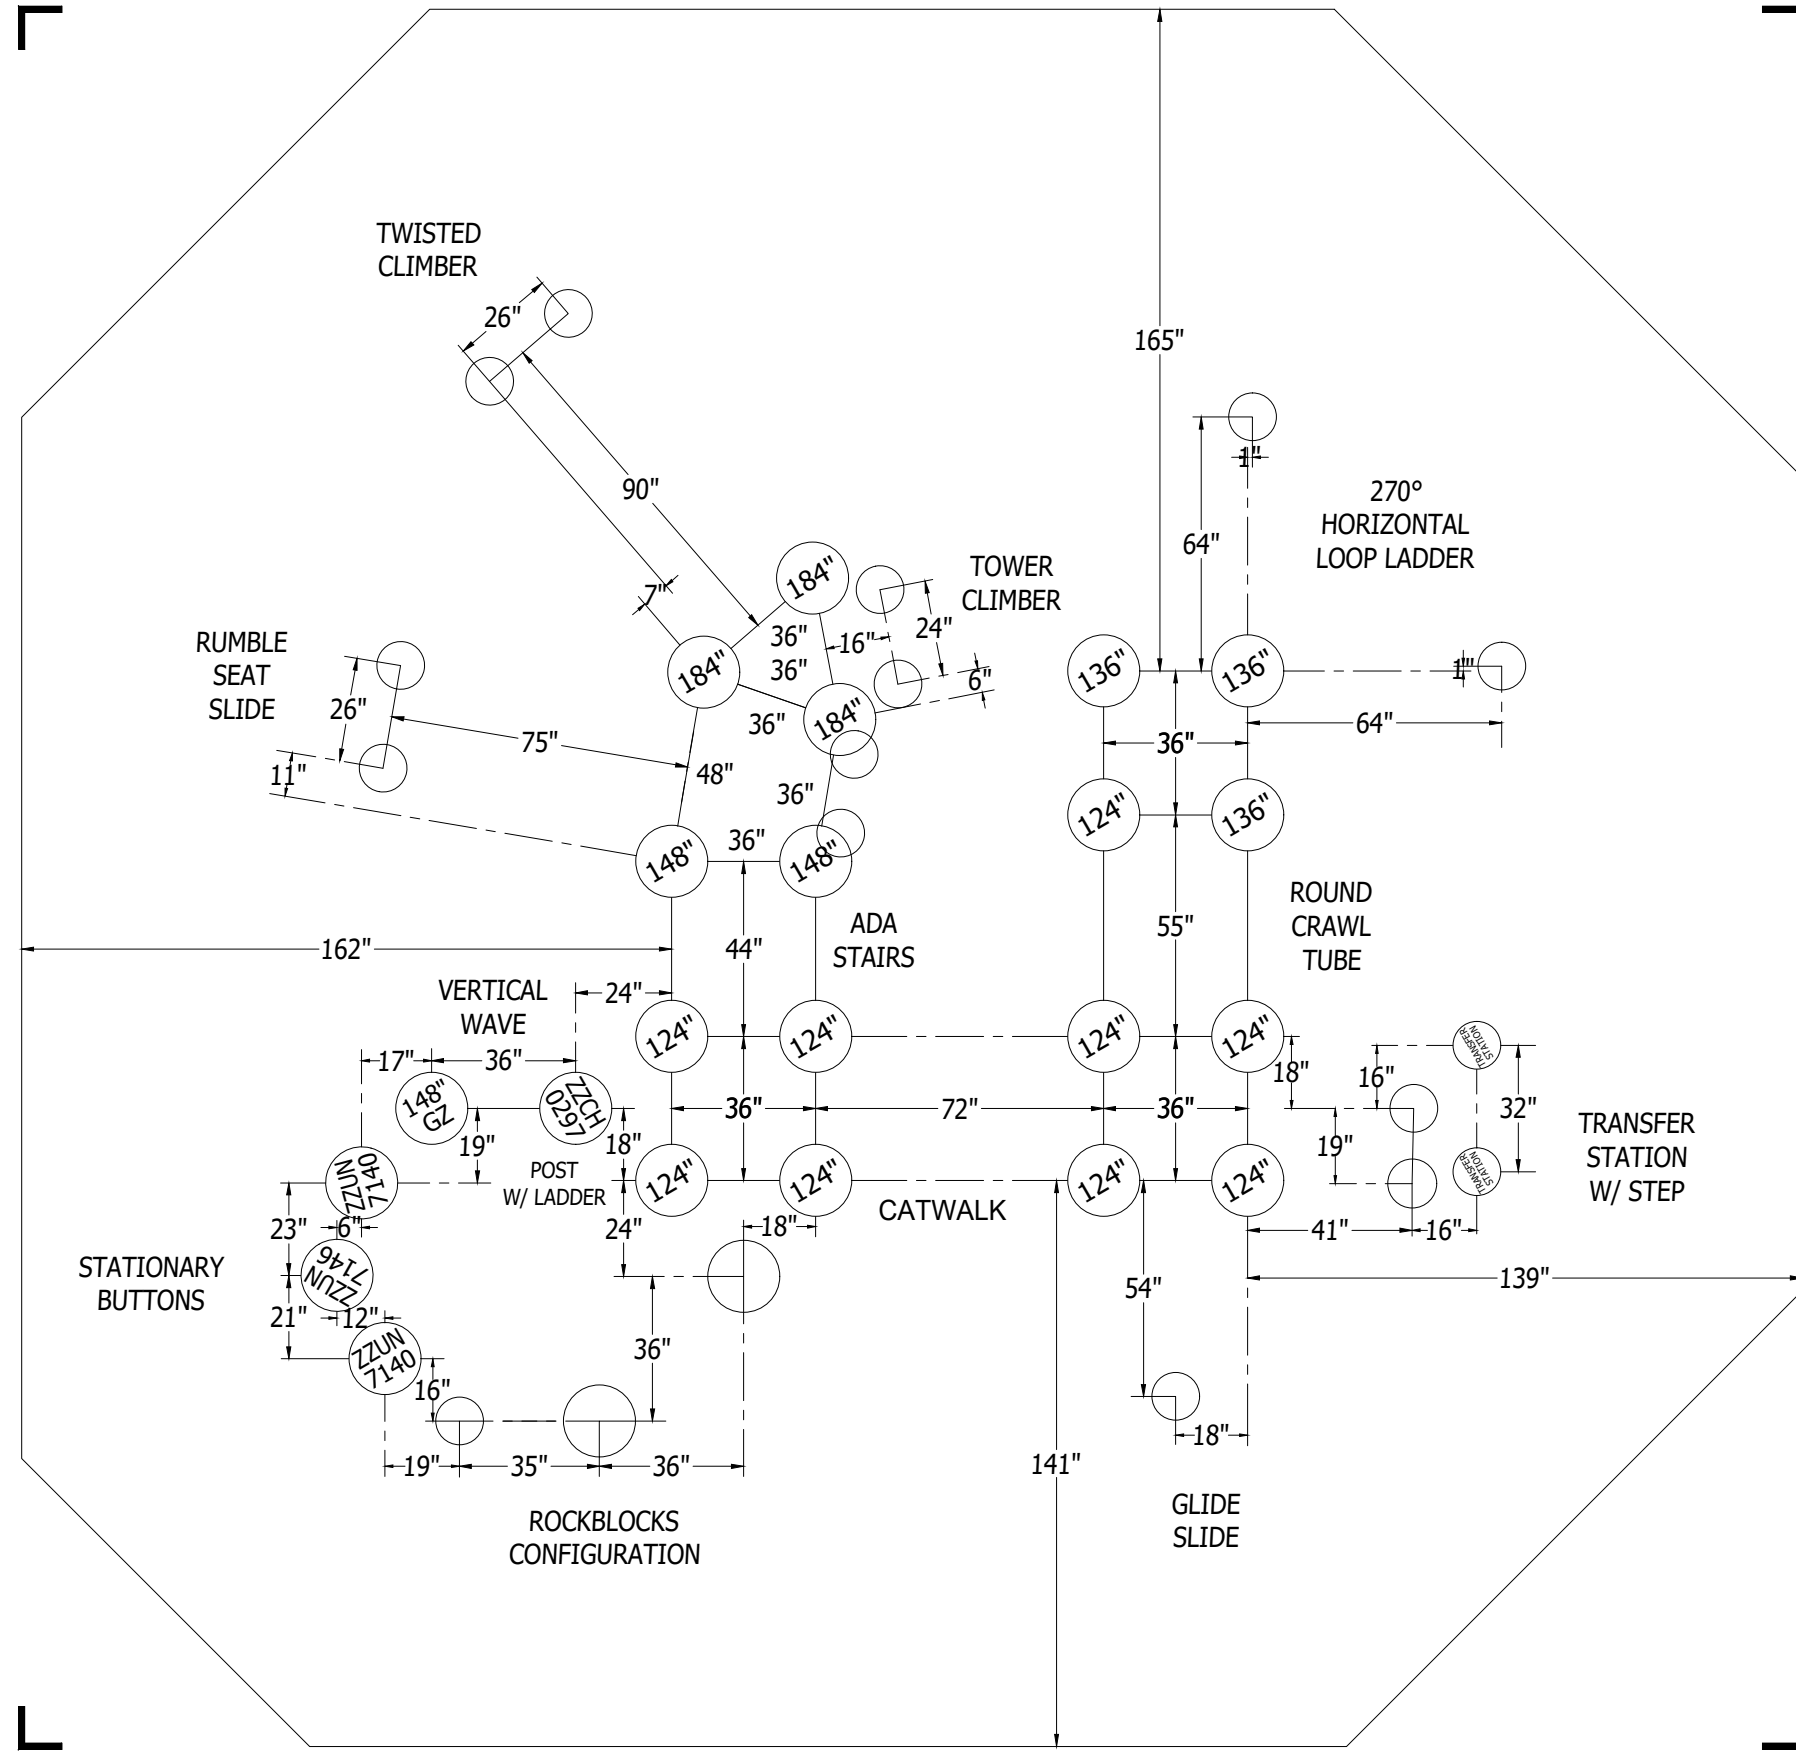 TWISTED
CLIMBER
26"
165"
90"
1"
270°
HORIZONTAL
LOOP LADDER
64"
7"
184"
TOWER
CLIMBER
36"
16"
24"
36"
RUMBLE
SEAT
SLIDE
184"
6"
136"
136"
1"
26"
36"
184"
64"
75"
11"
48"
36"
36"
124"
136"
36"
148"
148"
ROUND
CRAWL
TUBE
ADA
STAIRS
55"
162"
44"
VERTICAL
WAVE
24"
124"
124"
124"
124"
TRANSFER
STATION
17"
36"
18"
16"
148"
GZ
ZZCH
0297
36"
72"
36"
32"
19"
18"
19"
TRANSFER
STATION
W/ STEP
ZZUN
7140
POST
W/ LADDER
124"
124"
124"
124"
TRANSFER
STATION
CATWALK
23"
6"
24"
18"
41"
16"
STATIONARY
BUTTONS
ZZUN
7146
54"
139"
21"
12"
ZZUN
7140
36"
16"
19"
35"
36"
18"
141"
ROCKBLOCKS
CONFIGURATION
GLIDE
SLIDE